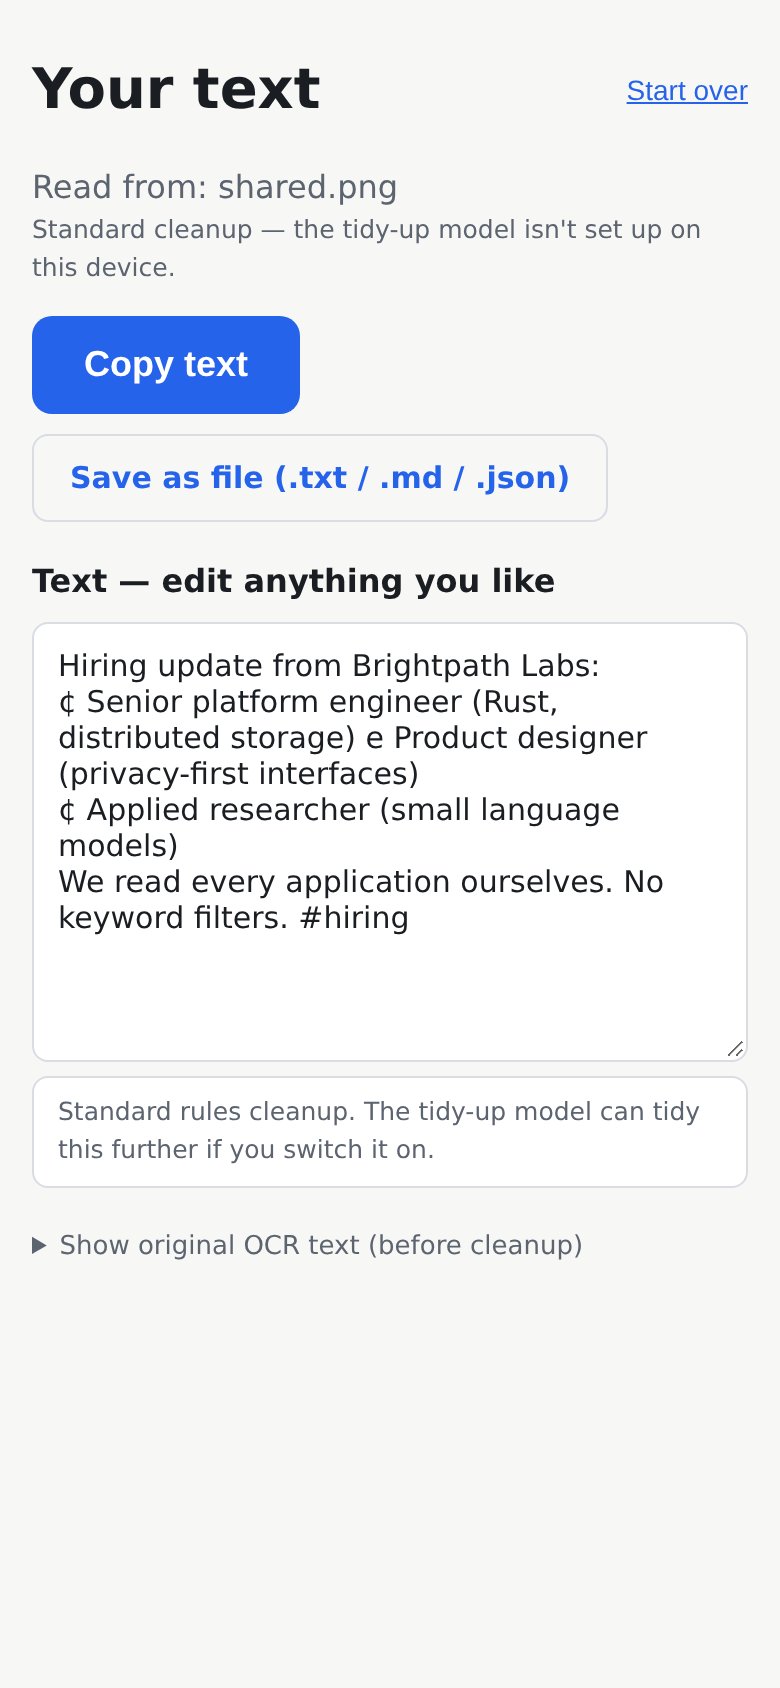 Your text
Start over
Read from: shared.png
Standard cleanup — the tidy-up model isn't set up on
this device.
Copy text
Save as file (.txt / .md / .json)
Text — edit anything you like
Hiring update from Brightpath Labs:
¢ Senior platform engineer (Rust,
distributed storage) e Product designer
(privacy-first interfaces)
¢ Applied researcher (small language
models)
We read every application ourselves. No
keyword filters. #hiring
Standard rules cleanup. The tidy-up model can tidy
this further if you switch it on.
▶ Show original OCR text (before cleanup)